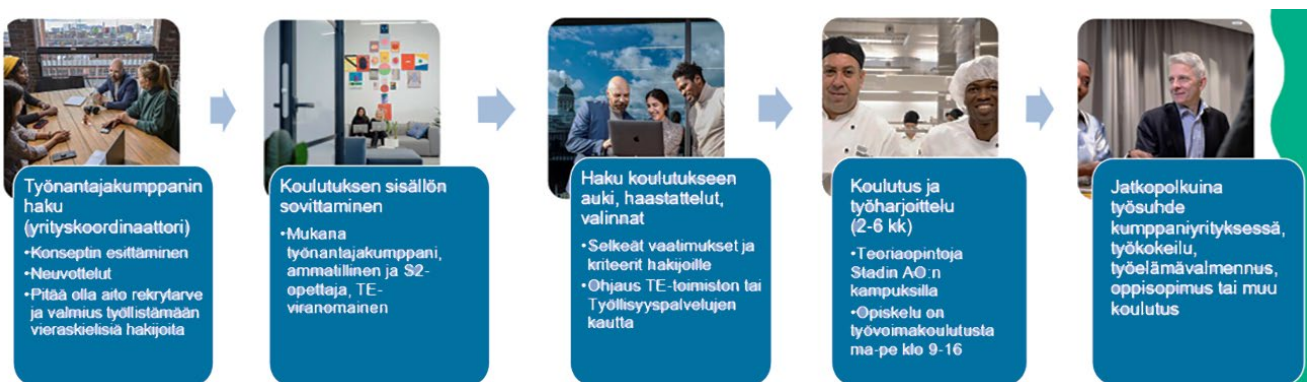 Työnantajakumppanin
haku
(yrityskoordinaattori)
•Konseptin esittäminen
•Neuvottelut
•Pitää olla aito rekrytarve
ja valmius työllistämään
vieraskielisiä hakijoita
Koulutuksen sisällön
sovittaminen
•Mukana
työnantajakumppani,
ammatillinen ja S2-
opettaja, TE-
viranomainen
Haku koulutukseen
auki, haastattelut,
valinnat
•Selkeät vaatimukset ja
kriteerit hakijoille
•Ohjaus TE-toimiston tai
Työllisyyspalvelujen
kautta
Koulutus ja
työharjoittelu
(2-6 kk)
•Teoriaopintoja
Stadin AO:n
kampuksilla
•Opiskelu on
työvoimakoulutusta
ma-pe klo 9-16
Jatkopolkuina
työsuhde
kumppaniyrityksessä,
työkokeilu,
työelämävalmennus,
oppisopimus tai muu
koulutus